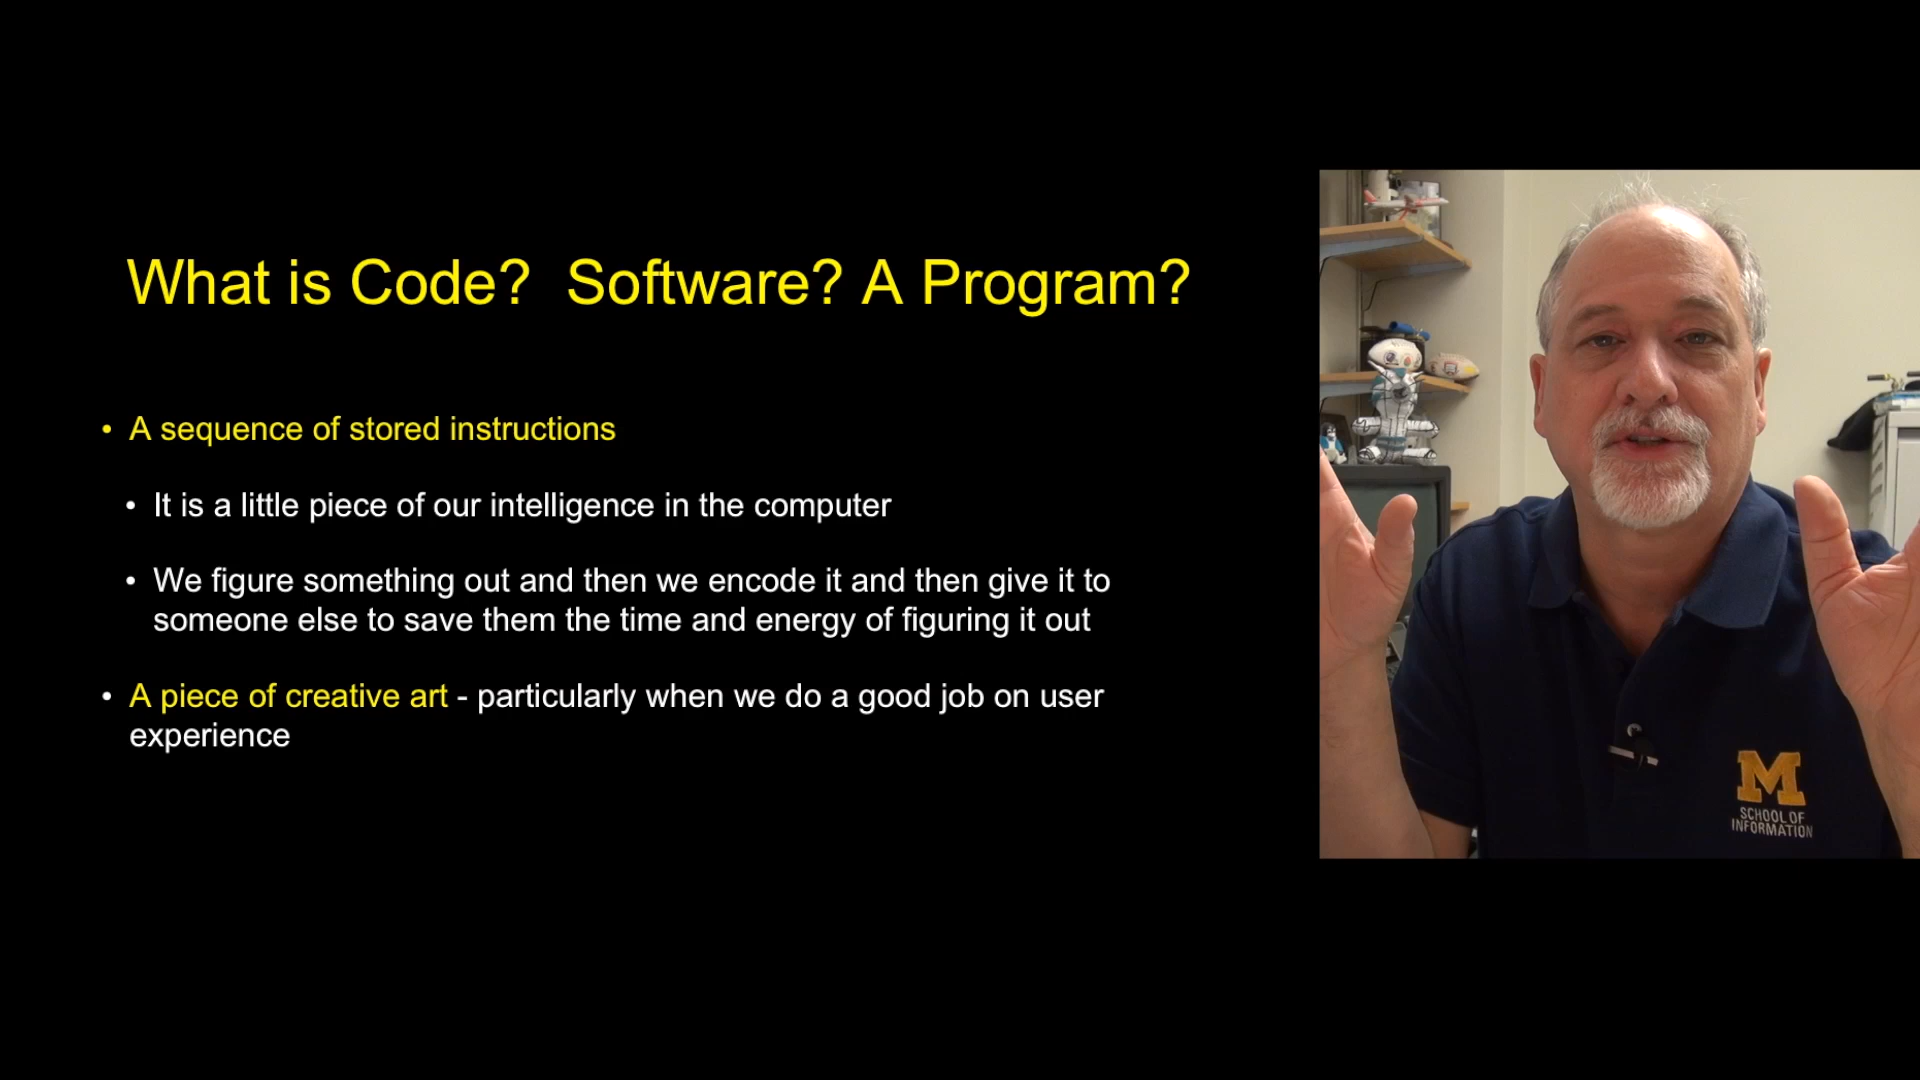 What is Code?  Software? A Program?
• A sequence of stored instructions
• It is a little piece of our intelligence in the computer
• We figure something out and then we encode it and then give it to
someone else to save them the time and energy of figuring it out
• A piece of creative art - particularly when we do a good job on user
experience
M
SCHOOL OF
INFORMATION